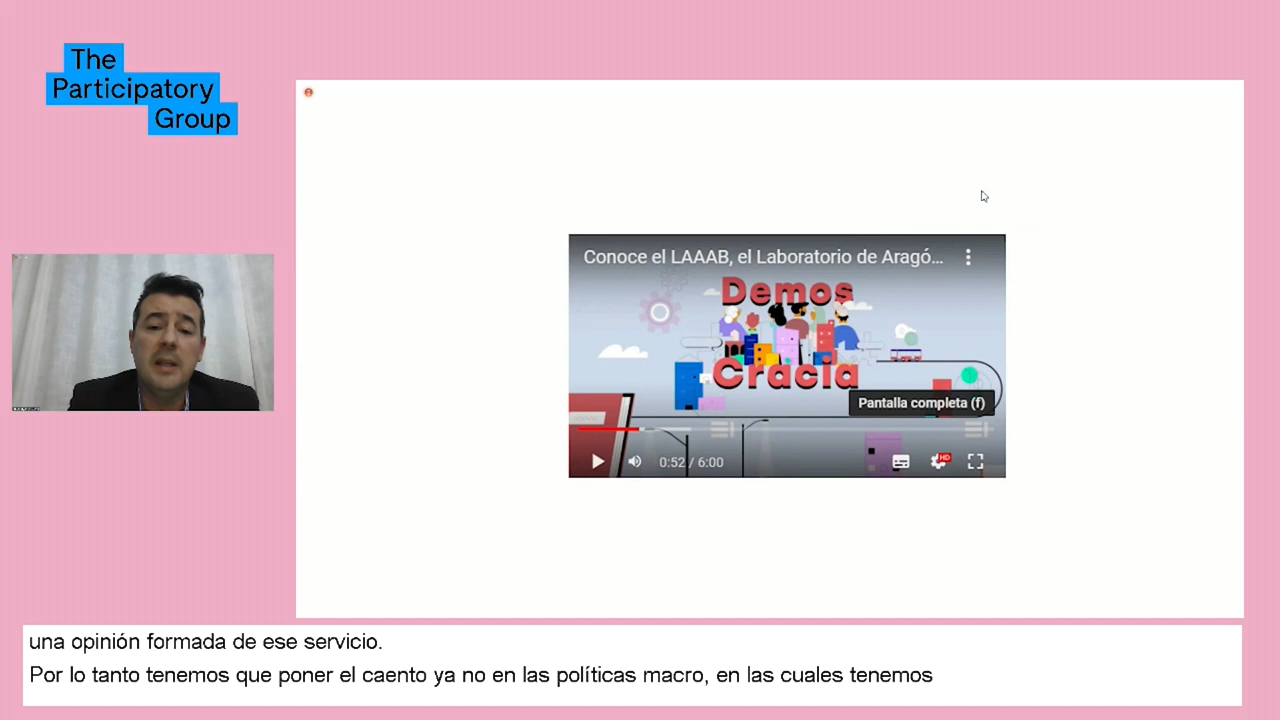 The
Participatory
Group
Conoce el LAAAB, el Laboratorio de Aragó...
Demos
Cracia
Pantalla completa (f)
0:52 / 6:00
HD
una opinión formada de ese servicio.
Por lo tanto tenemos que poner el caento ya no en las políticas macro, en las cuales tenemos